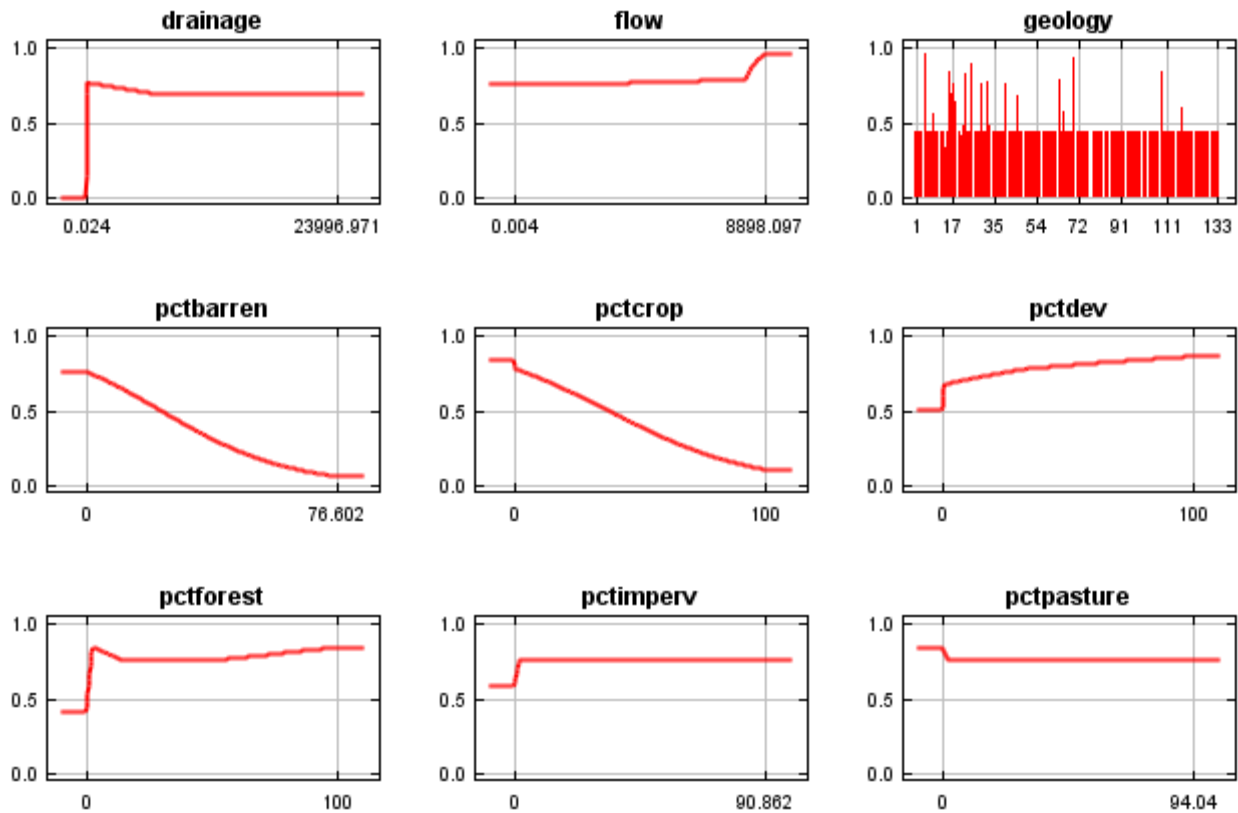 drainage flow geology
1.0 1.0 1.0
0.5 0.5 0.5
0.0 0.0 0.0
0.024 23996.971 0.004 8898.097 1 17 35 54 72 91 111 133
pctbarren pctcrop pctdev
1.0 1.0 1.0
0.5 0.5 0.5
0.0 0.0 0.0
0 76.602 0 100 0 100
pctforest pctimperv pctpasture
1.0 1.0 1.0
0.5 0.5 0.5
0.0 0.0 0.0
0 100 0 90.862 0 94.04